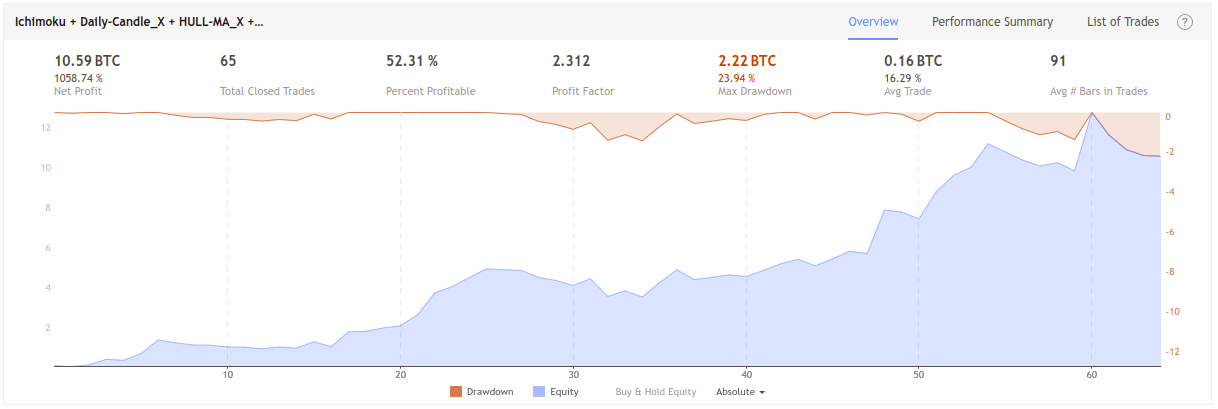 Ichimoku + Daily-Candle_X + HULL-MA_X +... Overview Performance Summary List of Trades ?
10.59 BTC 65 52.31 % 2.312 2.22 BTC 0.16 BTC 91
1058.74 % 23.94 % 16.29 %
Net Profit Total Closed Trades Percent Profitable Profit Factor Max Drawdown Avg Trade Avg # Bars in Trades
12 0
10 -2
8 -4
6 -6
4 -8
2 -10
-12
10 20 30 40 50 60
Drawdown Equity Buy & Hold Equity Absolute